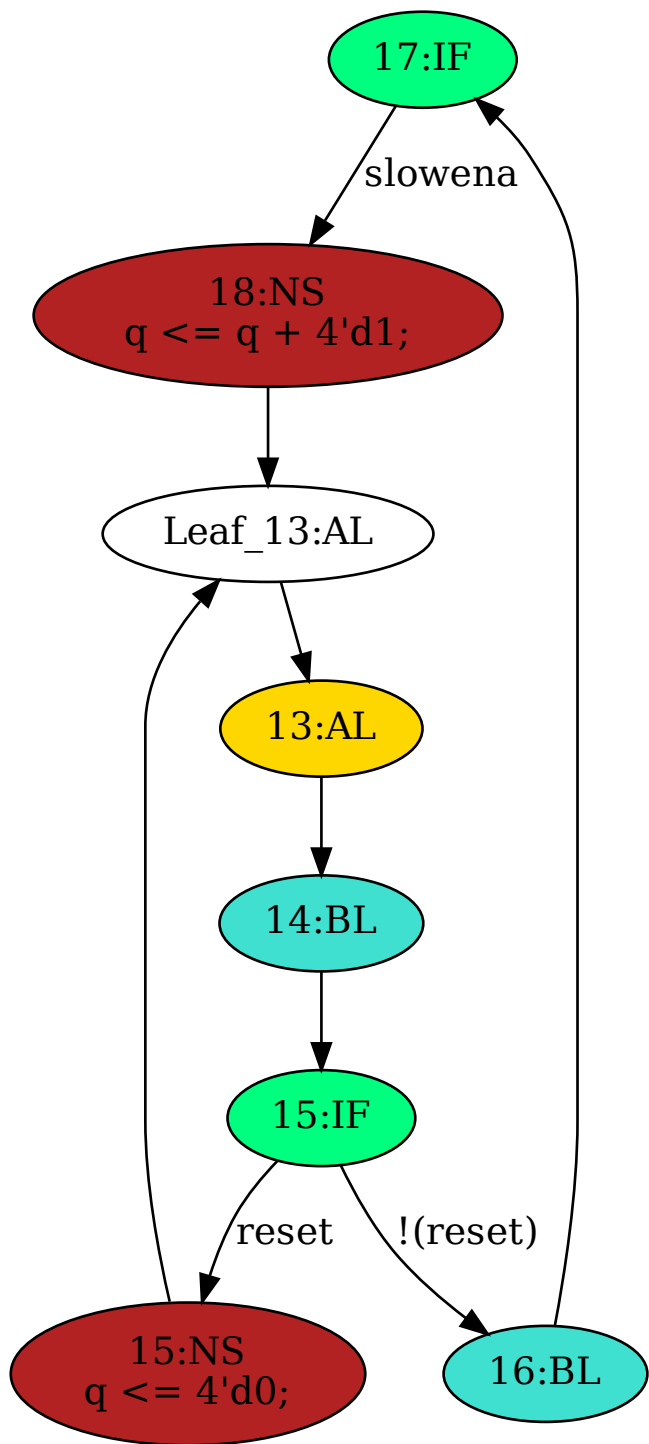 17:IF
slowena
18:NS
q <= q + 4'd1;
Leaf_13:AL
13:AL
14:BL
15:IF
reset
!(reset)
15:NS
q <= 4'd0;
16:BL